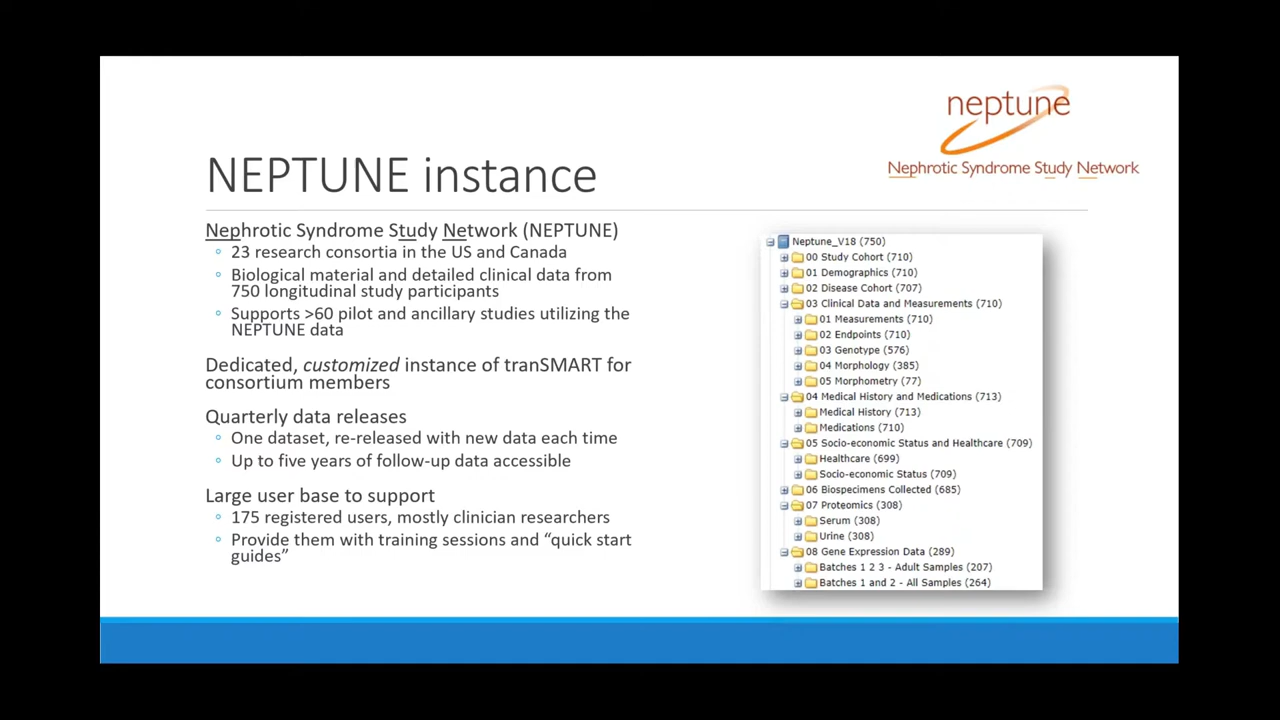 neptune
Nephrotic Syndrome Study Network
NEPTUNE instance
Nephrotic Syndrome Study Network (NEPTUNE)
◦ 23 research consortia in the US and Canada
◦ Biological material and detailed clinical data from
750 longitudinal study participants
◦ Supports >60 pilot and ancillary studies utilizing the
NEPTUNE data
Dedicated, customized instance of tranSMART for
consortium members
Quarterly data releases
◦ One dataset, re-released with new data each time
◦ Up to five years of follow-up data accessible
Large user base to support
◦ 175 registered users, mostly clinician researchers
◦ Provide them with training sessions and “quick start
guides”
Neptune_V18 (750)
00 Study Cohort (710)
01 Demographics (710)
02 Disease Cohort (707)
03 Clinical Data and Measurements (710)
01 Measurements (710)
02 Endpoints (710)
03 Genotype (576)
04 Morphology (385)
05 Morphometry (77)
04 Medical History and Medications (713)
Medical History (713)
Medications (710)
05 Socio-economic Status and Healthcare (709)
Healthcare (699)
Socio-economic Status (709)
06 Biospecimens Collected (685)
07 Proteomics (308)
Serum (308)
Urine (308)
08 Gene Expression Data (289)
Batches 1 2 3 - Adult Samples (207)
Batches 1 and 2 - All Samples (264)